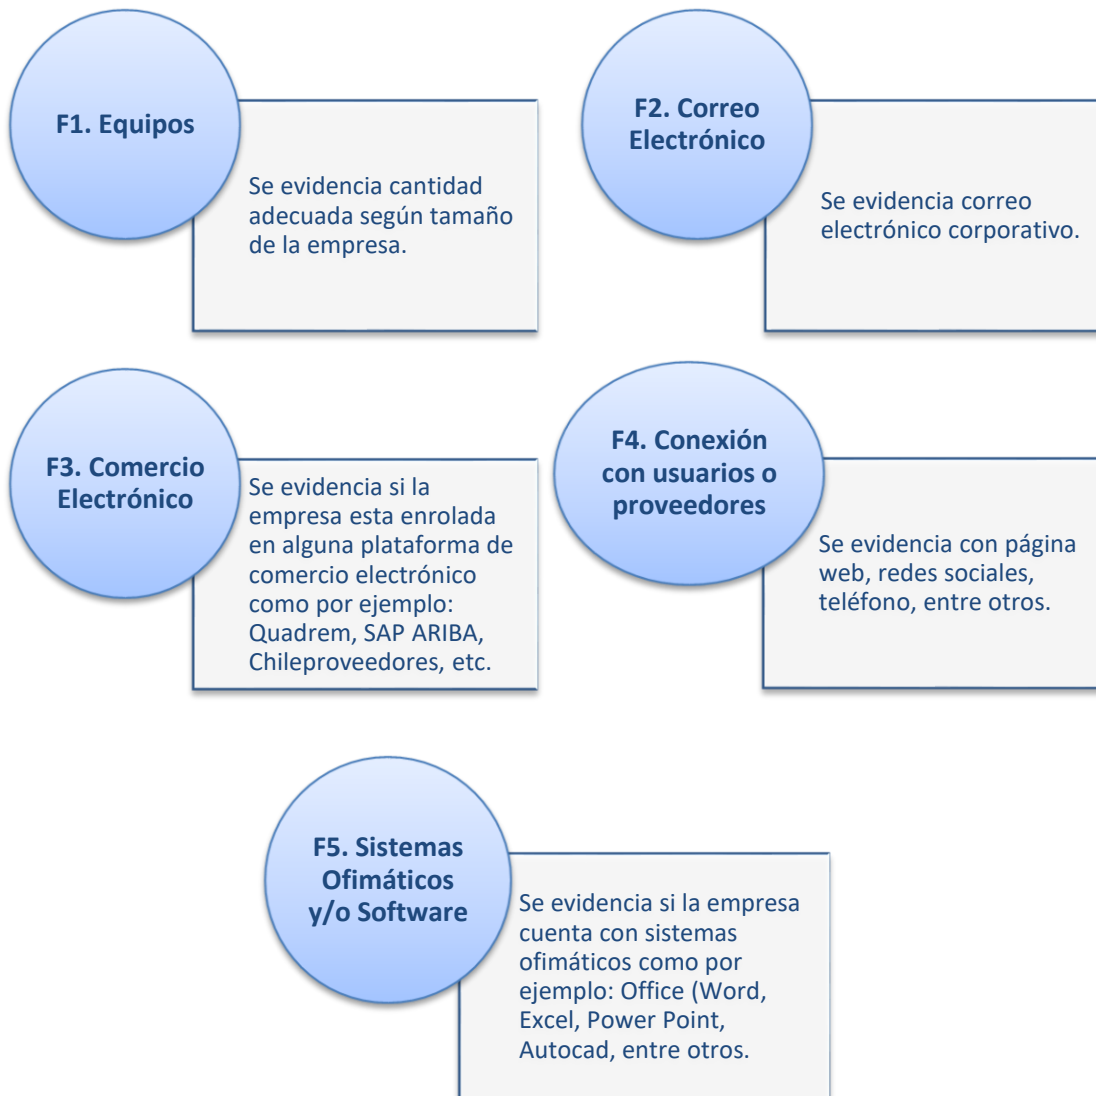 F1. Equipos
Se evidencia cantidad
adecuada según tamaño
de la empresa.
F2. Correo
Electrónico
Se evidencia correo
electrónico corporativo.
F3. Comercio
Electrónico
Se evidencia si la
empresa esta enrolada
en alguna plataforma de
comercio electrónico
como por ejemplo:
Quadrem, SAP ARIBA,
Chileproveedores, etc.
F4. Conexión
con usuarios o
proveedores
Se evidencia con página
web, redes sociales,
teléfono, entre otros.
F5. Sistemas
Ofimáticos
y/o Software
Se evidencia si la empresa
cuenta con sistemas
ofimáticos como por
ejemplo: Office (Word,
Excel, Power Point,
Autocad, entre otros.